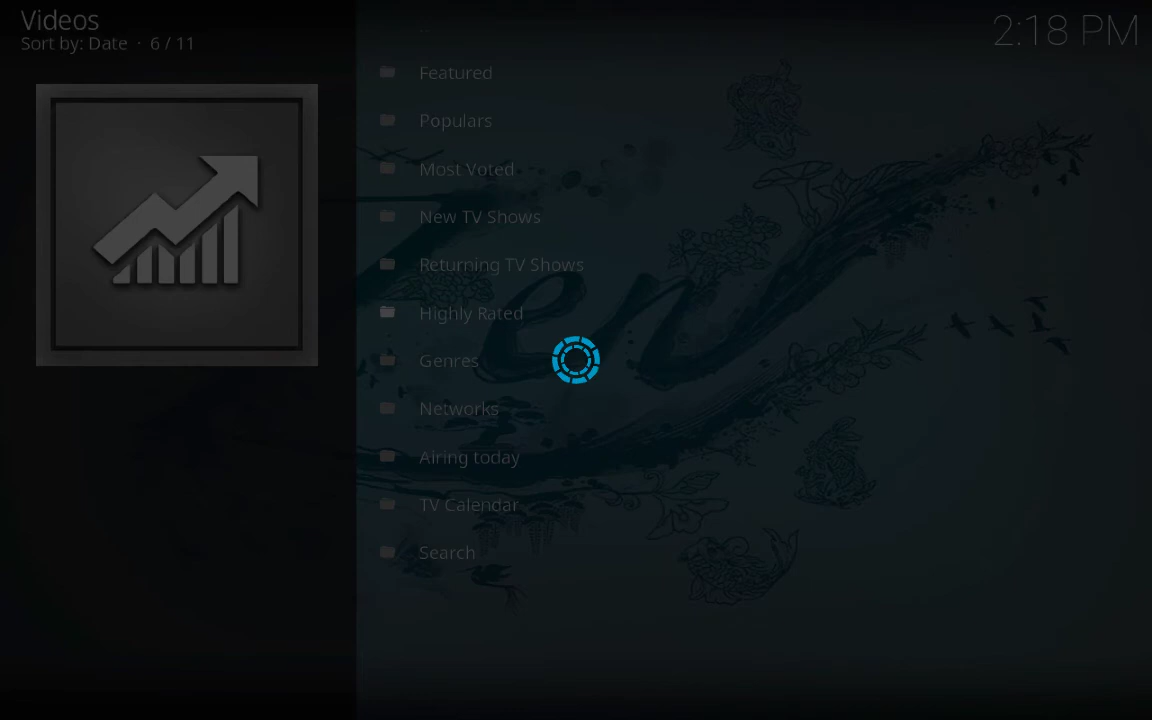 Videos
Sort by: Date · 6 / 11
2:18 PM
..
Featured
Populars
Most Voted
New TV Shows
Returning TV Shows
Highly Rated
Genres
Networks
Airing today
TV Calendar
Search
Zen